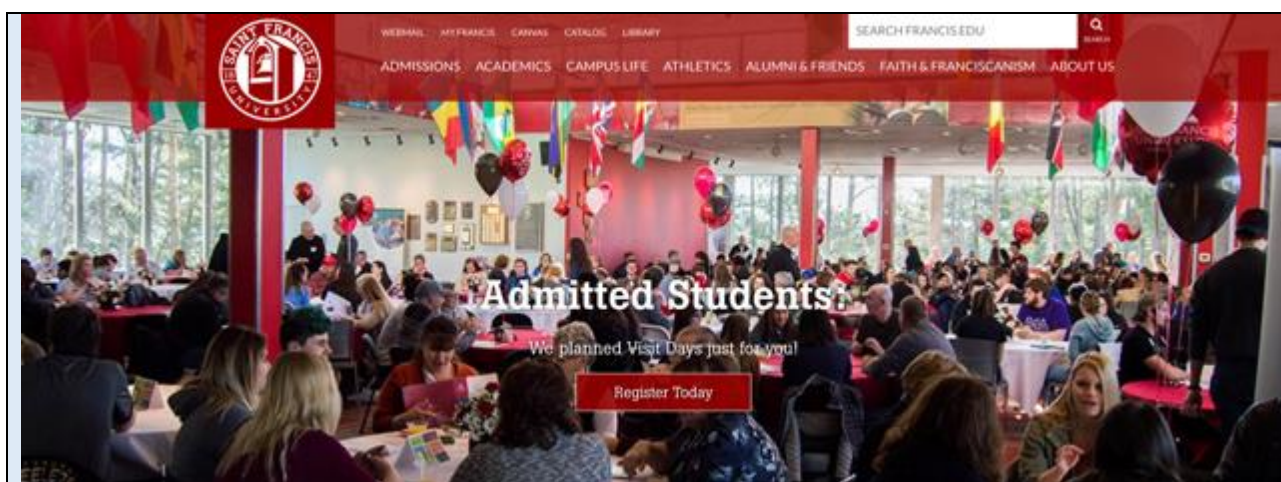 SAINT FRANCIS
UNIVERSITY
WEBMAIL MYFRANCIS CANVAS CATALOG LIBRARY
SEARCH FRANCIS.EDU
SEARCH
ADMISSIONS ACADEMICS CAMPUS LIFE ATHLETICS ALUMNI & FRIENDS FAITH & FRANCISCANISM ABOUT US
Admitted Students:
We planned Visit Days just for you!
Register Today